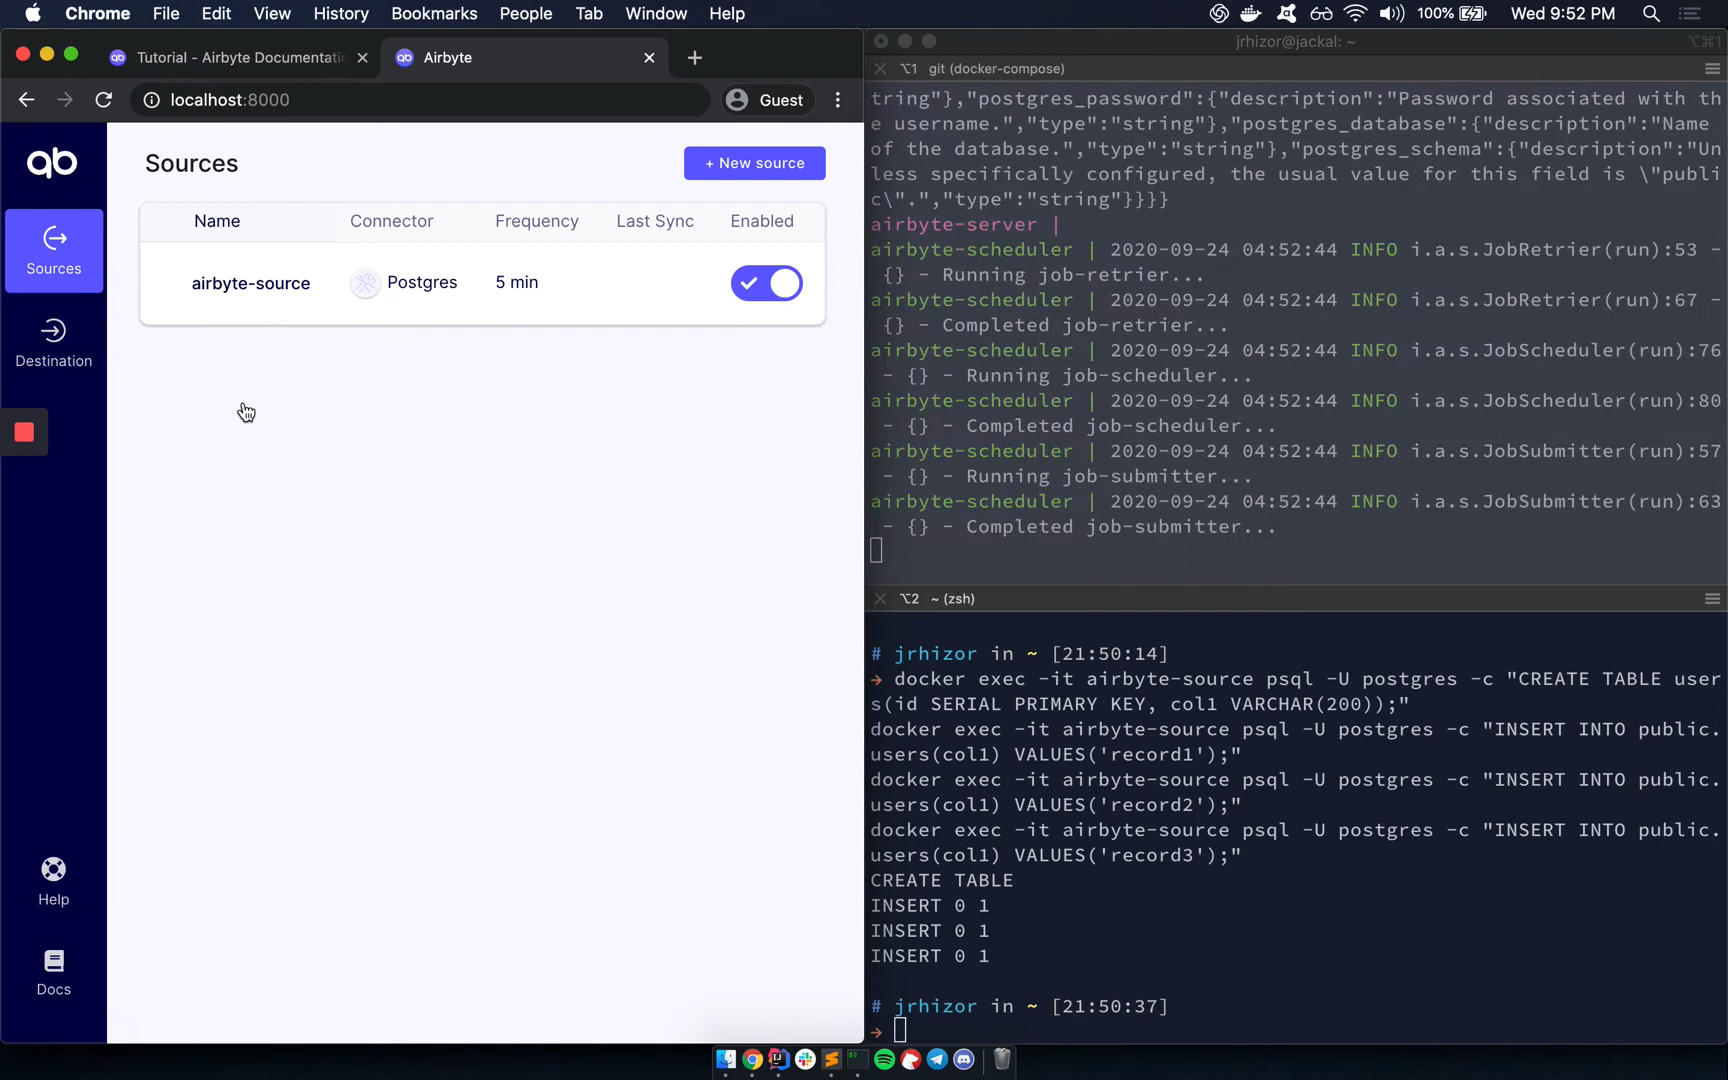 Chrome File Edit View History Bookmarks People Tab Window Help
100% Wed 9:52 PM
Tutorial - Airbyte Documentatic
Airbyte
localhost:8000
Guest
Sources
Destination
Help
Docs
Sources
+ New source
Name Connector Frequency Last Sync Enabled
airbyte-source Postgres 5 min
jrhizor@jackal: ~
⌥⌘1
⌥1 git (docker-compose)
tring"},"postgres_password":{"description":"Password associated with th
e username.","type":"string"},"postgres_database":{"description":"Name
of the database.","type":"string"},"postgres_schema":{"description":"Un
less specifically configured, the usual value for this field is \"publi
c\".","type":"string"}}}}
airbyte-server |
airbyte-scheduler | 2020-09-24 04:52:44 INFO i.a.s.JobRetrier(run):53 -
{} - Running job-retrier...
airbyte-scheduler | 2020-09-24 04:52:44 INFO i.a.s.JobRetrier(run):67 -
{} - Completed job-retrier...
airbyte-scheduler | 2020-09-24 04:52:44 INFO i.a.s.JobScheduler(run):76
- {} - Running job-scheduler...
airbyte-scheduler | 2020-09-24 04:52:44 INFO i.a.s.JobScheduler(run):80
- {} - Completed job-scheduler...
airbyte-scheduler | 2020-09-24 04:52:44 INFO i.a.s.JobSubmitter(run):57
- {} - Running job-submitter...
airbyte-scheduler | 2020-09-24 04:52:44 INFO i.a.s.JobSubmitter(run):63
- {} - Completed job-submitter...
⌥2 ~ (zsh)
# jrhizor in ~ [21:50:14]
→ docker exec -it airbyte-source psql -U postgres -c "CREATE TABLE user
s(id SERIAL PRIMARY KEY, col1 VARCHAR(200));"
docker exec -it airbyte-source psql -U postgres -c "INSERT INTO public.
users(col1) VALUES('record1');"
docker exec -it airbyte-source psql -U postgres -c "INSERT INTO public.
users(col1) VALUES('record2');"
docker exec -it airbyte-source psql -U postgres -c "INSERT INTO public.
users(col1) VALUES('record3');"
CREATE TABLE
INSERT 0 1
INSERT 0 1
INSERT 0 1
# jrhizor in ~ [21:50:37]
→